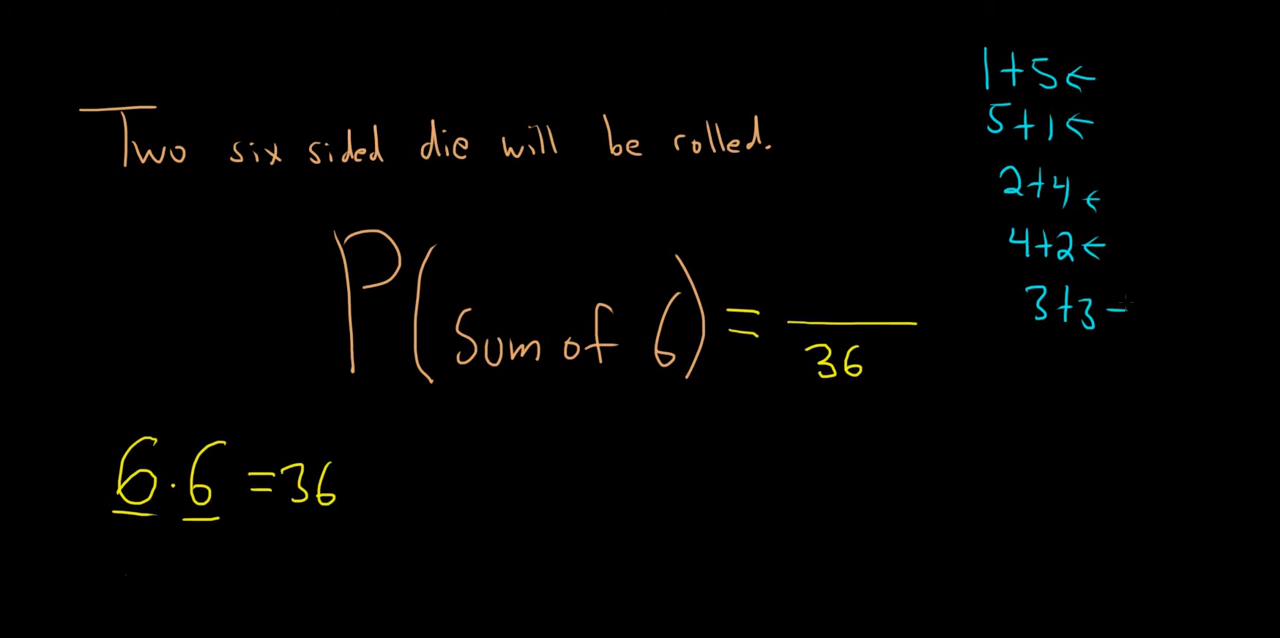 Two six sided die will be rolled.
P(Sum of 6) = __/36
6 · 6 = 36
1+5 ←
5+1 ←
2+4 ←
4+2 ←
3+3 –